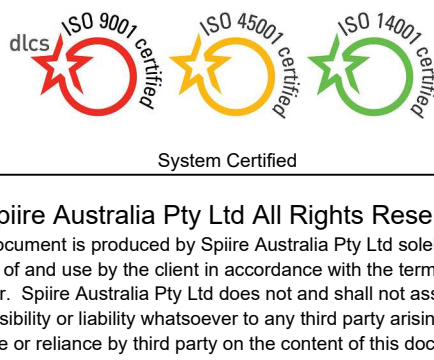 dlcs ISO 9001 certified ISO 45001 certified ISO 14001 certified
System Certified
piire Australia Pty Ltd All Rights Rese
ocument is produced by Spiire Australia Pty Ltd sole
of and use by the client in accordance with the term
r. Spiire Australia Pty Ltd does not and shall not ass
sibility or liability whatsoever to any third party arisin
e or reliance by third party on the content of this doc